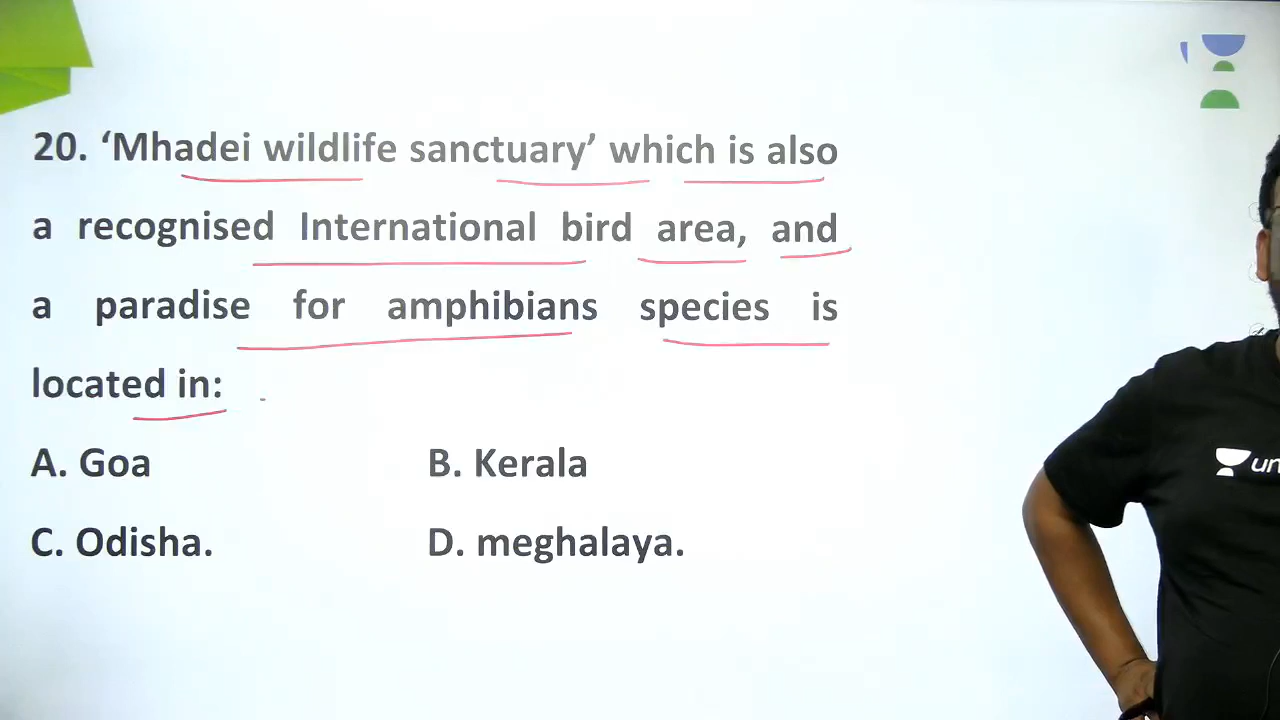 20. ‘Mhadei wildlife sanctuary’ which is also
a recognised International bird area, and
a paradise for amphibians species is
located in:
A. Goa
B. Kerala
C. Odisha.
D. meghalaya.